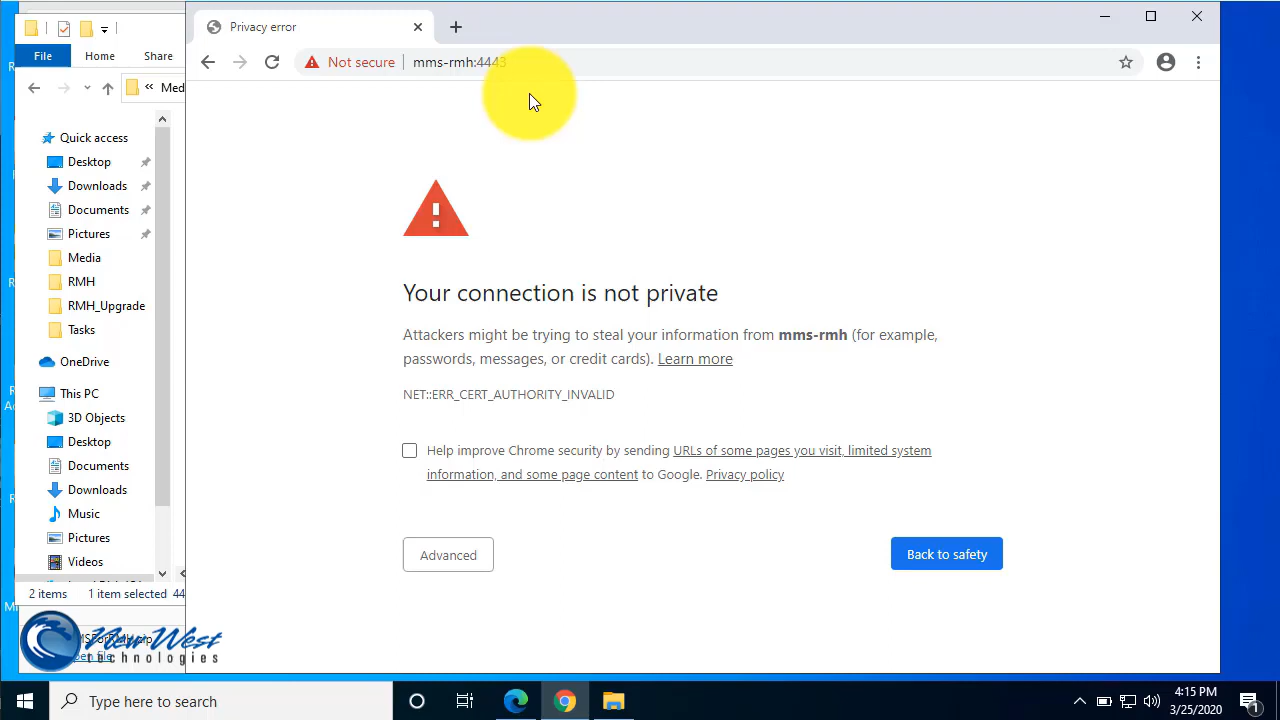 Privacy error
File
Home
Share
Not secure
mms-rmh:4443
« Med
Quick access
Desktop
Downloads
Documents
Pictures
Media
RMH
RMH_Upgrade
Tasks
OneDrive
This PC
3D Objects
Desktop
Documents
Downloads
Music
Pictures
Videos
2 items
1 item selected
44
Your connection is not private
Attackers might be trying to steal your information from mms-rmh (for example,
passwords, messages, or credit cards). Learn more
NET::ERR_CERT_AUTHORITY_INVALID
Help improve Chrome security by sending URLs of some pages you visit, limited system
information, and some page content to Google. Privacy policy
Advanced
Back to safety
NewWest
technologies
Type here to search
4:15 PM
3/25/2020
1